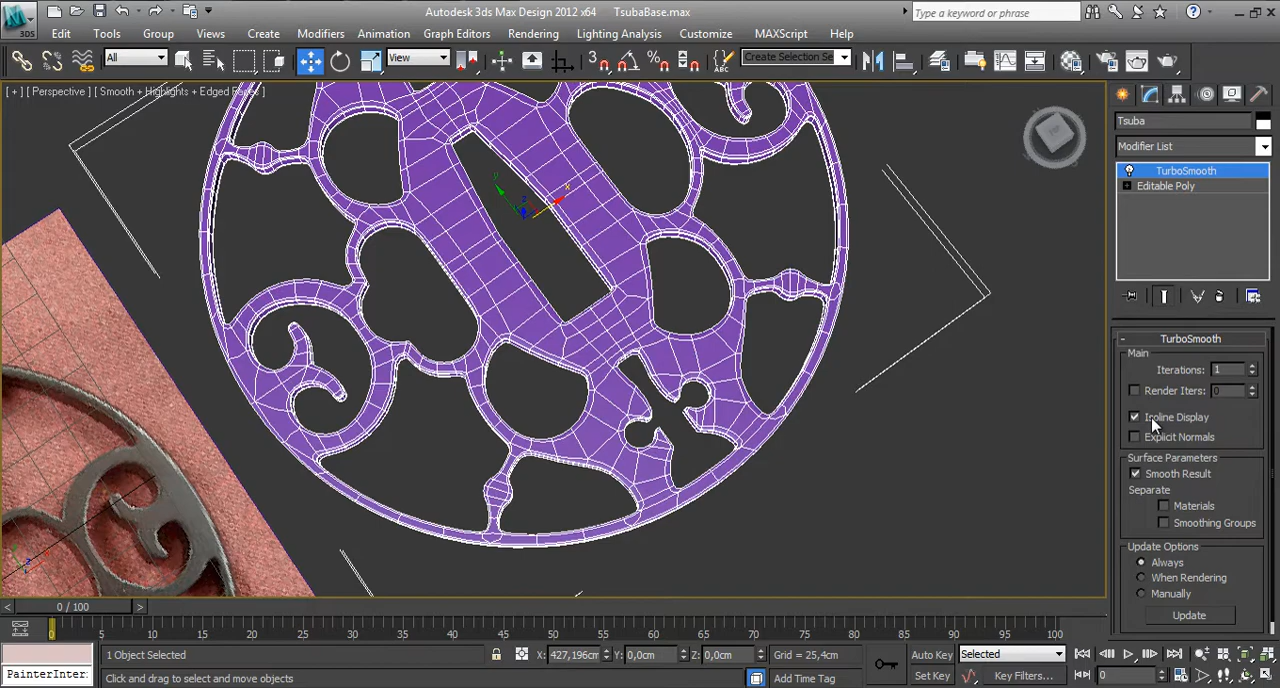 Autodesk 3ds Max Design 2012 x64 TsubaBase.max
Type a keyword or phrase
3DS
Edit Tools Group Views Create Modifiers Animation Graph Editors Rendering Lighting Analysis Customize MAXScript Help
All View Create Selection Se
[ + ] [ Perspective ] [ Smooth + Highlights + Edged Faces ]
Tsuba
Modifier List
TurboSmooth
Editable Poly
TurboSmooth
Main
Iterations: 1
Render Iters: 0
Isoline Display
Explicit Normals
Surface Parameters
Smooth Result
Separate
Materials
Smoothing Groups
Update Options
Always
When Rendering
Manually
Update
0 / 100
0 5 10 15 20 25 30 35 40 45 50 55 60 65 70 75 80 85 90 95 100
1 Object Selected X: 427,196cm Y: 0,0cm Z: 0,0cm Grid = 25,4cm Auto Key Selected
PainterInter: Click and drag to select and move objects Add Time Tag Set Key Key Filters... 0